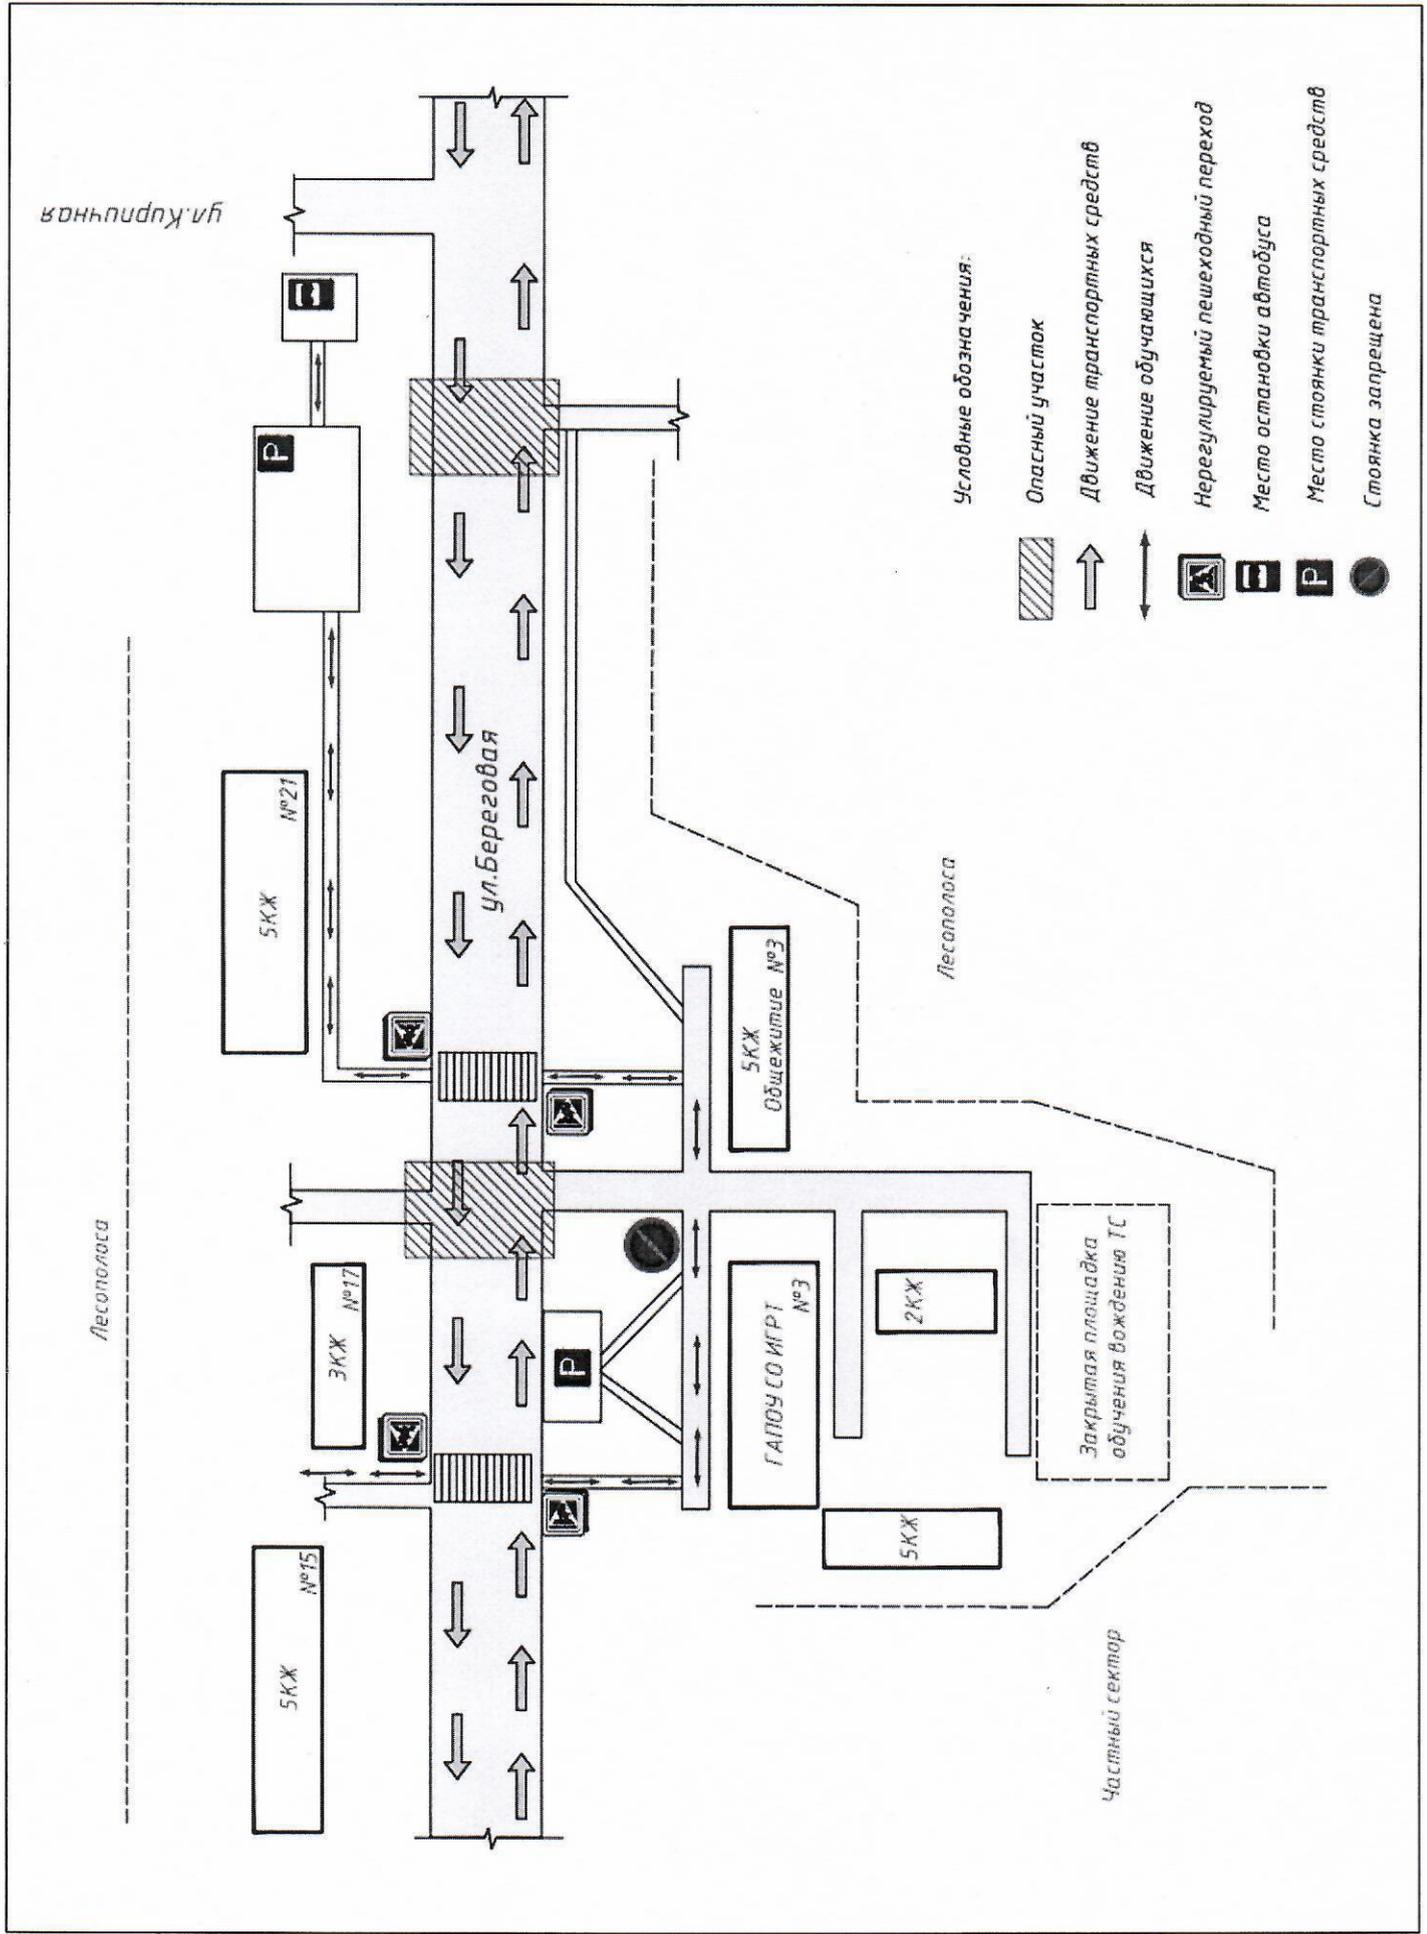 Лесополоса
ул.Кирпичная
P
5КЖ
№15
3КЖ
№17
5КЖ
№21
ул.Береговая
P
ГАПОУ СО ИГРТ
№3
5КЖ
Общежитие №3
5КЖ
2КЖ
Лесополоса
Закрытая площадка
обучения вождению ТС
Частный сектор
Условные обозначения:
Опасный участок
Движение транспортных средств
Движение обучающихся
Нерегулируемый пешеходный переход
Место остановки автобуса
P
Место стоянки транспортных средств
Стоянка запрещена